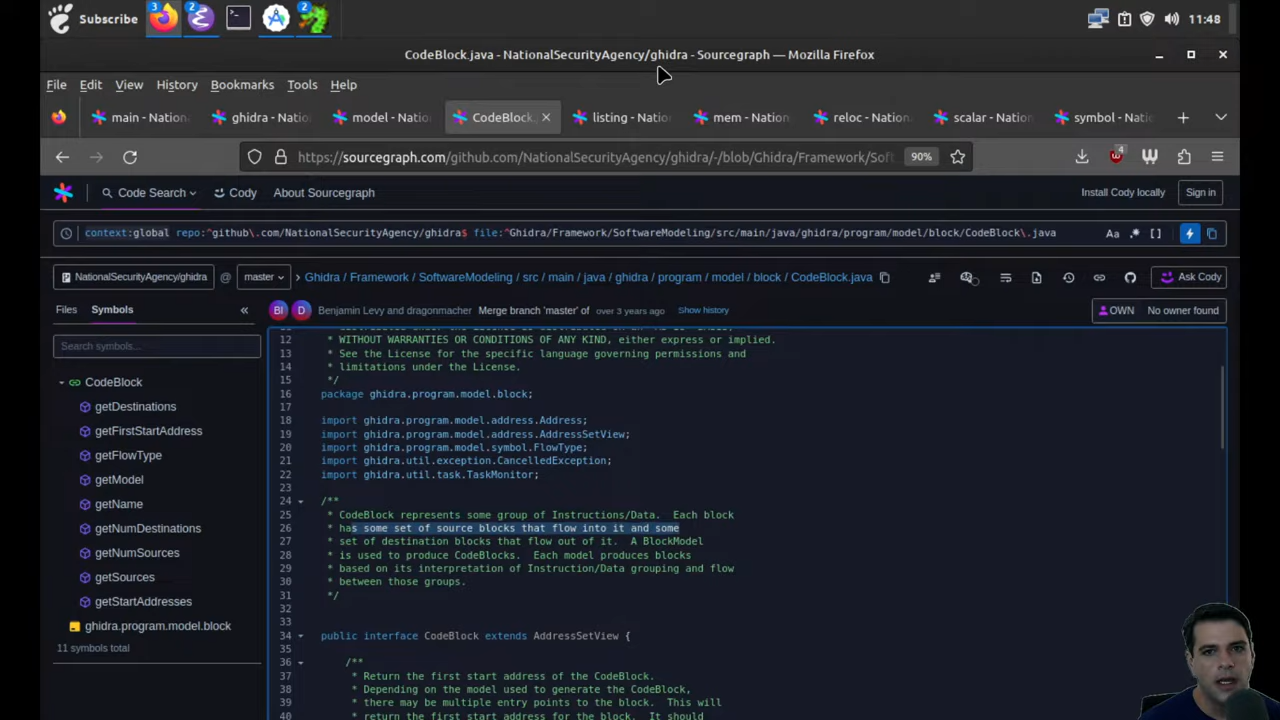 Subscribe
3
2
2
11:48
CodeBlock.java - NationalSecurityAgency/ghidra - Sourcegraph — Mozilla Firefox
File Edit View History Bookmarks Tools Help
main - Nation
ghidra - Natio
model - Natio
CodeBlock.
listing - Natio
mem - Nation
reloc - Nation
scalar - Nation
symbol - Nati
https://sourcegraph.com/github.com/NationalSecurityAgency/ghidra/-/blob/Ghidra/Framework/Soft
90%
4
Code Search
Cody
About Sourcegraph
Install Cody locally
Sign in
context:global repo:^github\.com/NationalSecurityAgency/ghidra$ file:^Ghidra/Framework/SoftwareModeling/src/main/java/ghidra/program/model/block/CodeBlock\.java
Aa .* []
NationalSecurityAgency/ghidra @ master
Ghidra / Framework / SoftwareModeling / src / main / java / ghidra / program / model / block / CodeBlock.java
Ask Cody
Files Symbols
BL D Benjamin Levy and dragonmacher Merge branch 'master' of over 3 years ago Show history
OWN No owner found
Search symbols...
CodeBlock
getDestinations
getFirstStartAddress
getFlowType
getModel
getName
getNumDestinations
getNumSources
getSources
getStartAddresses
ghidra.program.model.block
11 symbols total
12 * WITHOUT WARRANTIES OR CONDITIONS OF ANY KIND, either express or implied.
13 * See the License for the specific language governing permissions and
14 * limitations under the License.
15 */
16 package ghidra.program.model.block;
17
18 import ghidra.program.model.address.Address;
19 import ghidra.program.model.address.AddressSetView;
20 import ghidra.program.model.symbol.FlowType;
21 import ghidra.util.exception.CancelledException;
22 import ghidra.util.task.TaskMonitor;
23
24 /**
25 * CodeBlock represents some group of Instructions/Data. Each block
26 * has some set of source blocks that flow into it and some
27 * set of destination blocks that flow out of it. A BlockModel
28 * is used to produce CodeBlocks. Each model produces blocks
29 * based on its interpretation of Instruction/Data grouping and flow
30 * between those groups.
31 */
32
33
34 public interface CodeBlock extends AddressSetView {
35
36 /**
37 * Return the first start address of the CodeBlock.
38 * Depending on the model used to generate the CodeBlock,
39 * there may be multiple entry points to the block. This will
40 * return the first start address for the block. It should